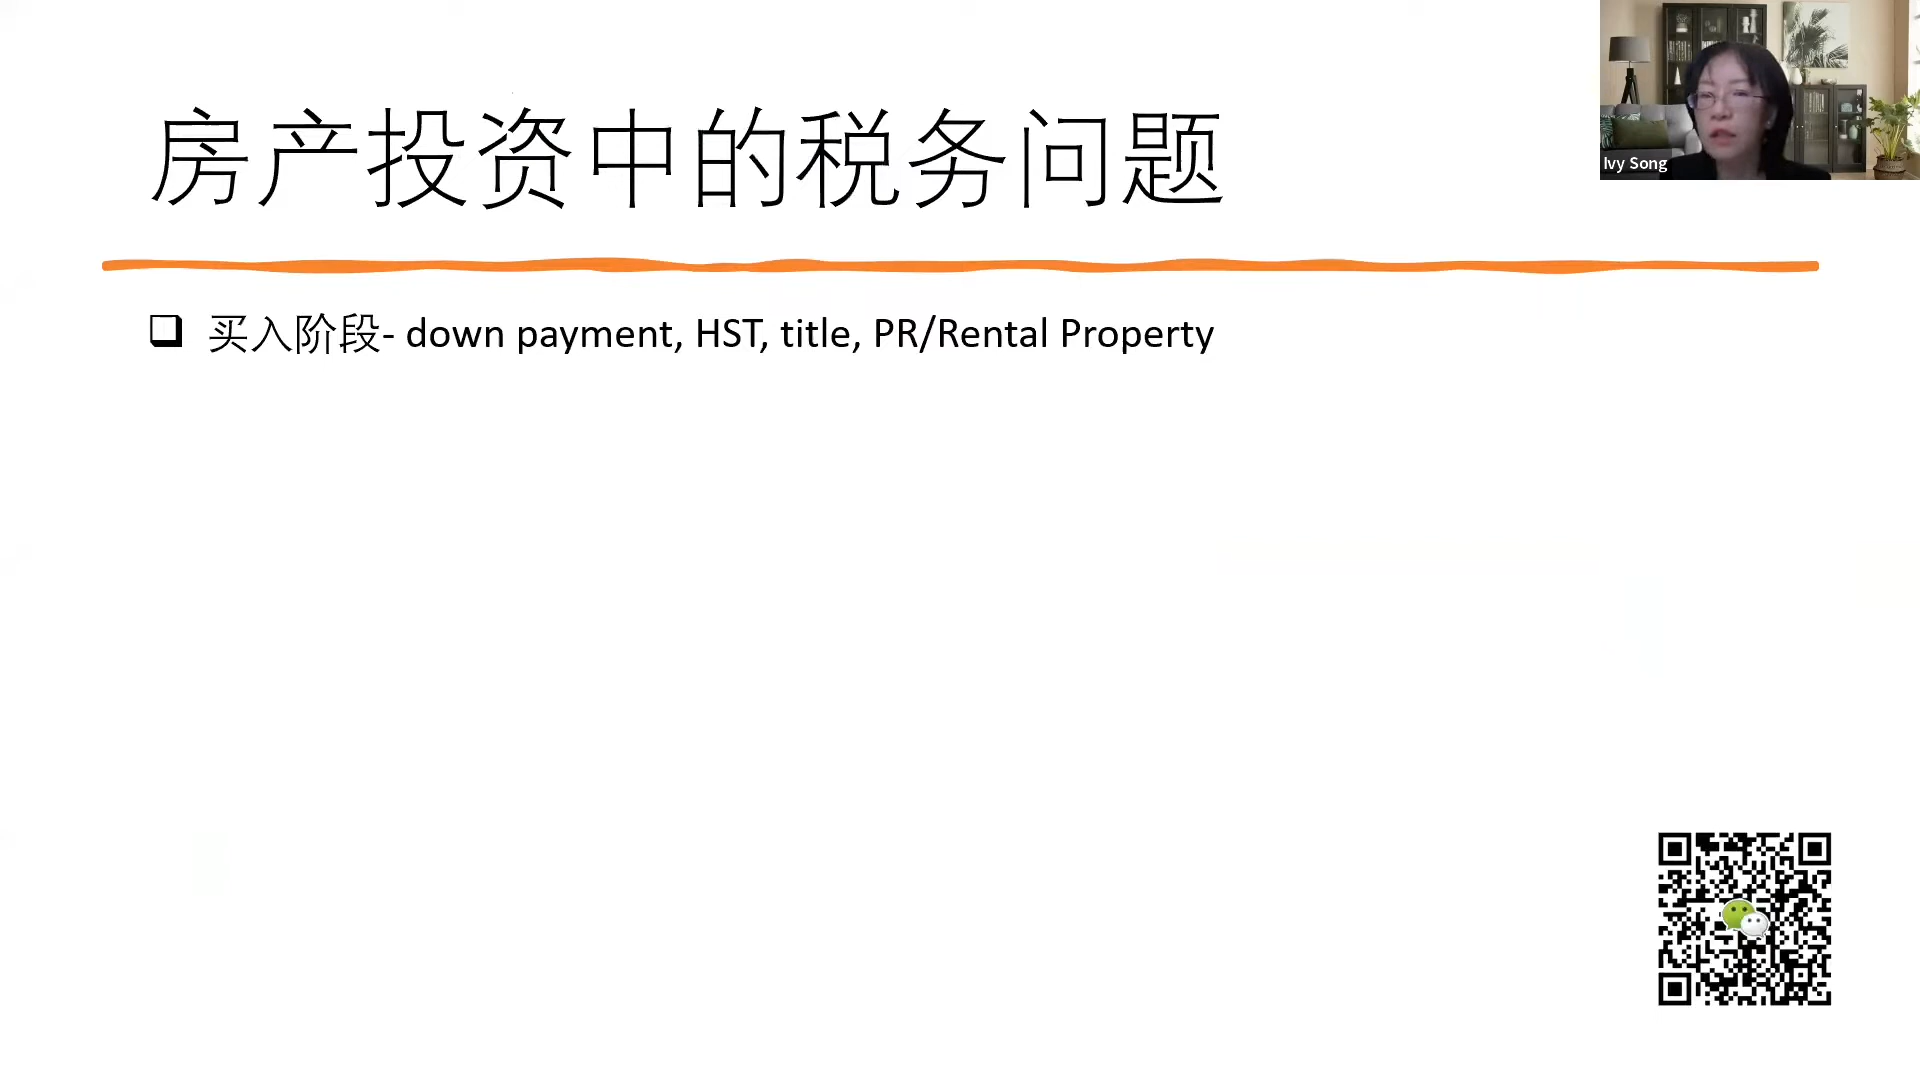 房产投资中的税务问题
Ivy Song
买入阶段- down payment, HST, title, PR/Rental Property